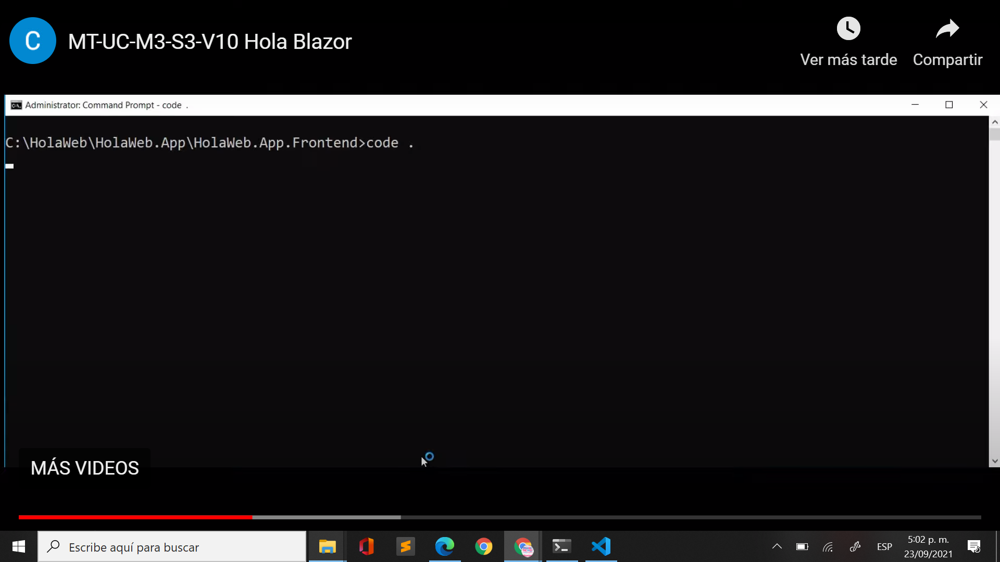 C
MT-UC-M3-S3-V10 Hola Blazor
Ver más tarde
Compartir
Administrator: Command Prompt - code .
C:\HolaWeb\HolaWeb.App\HolaWeb.App.Frontend>code .
MÁS VIDEOS
Escribe aquí para buscar
ESP
5:02 p. m.
23/09/2021